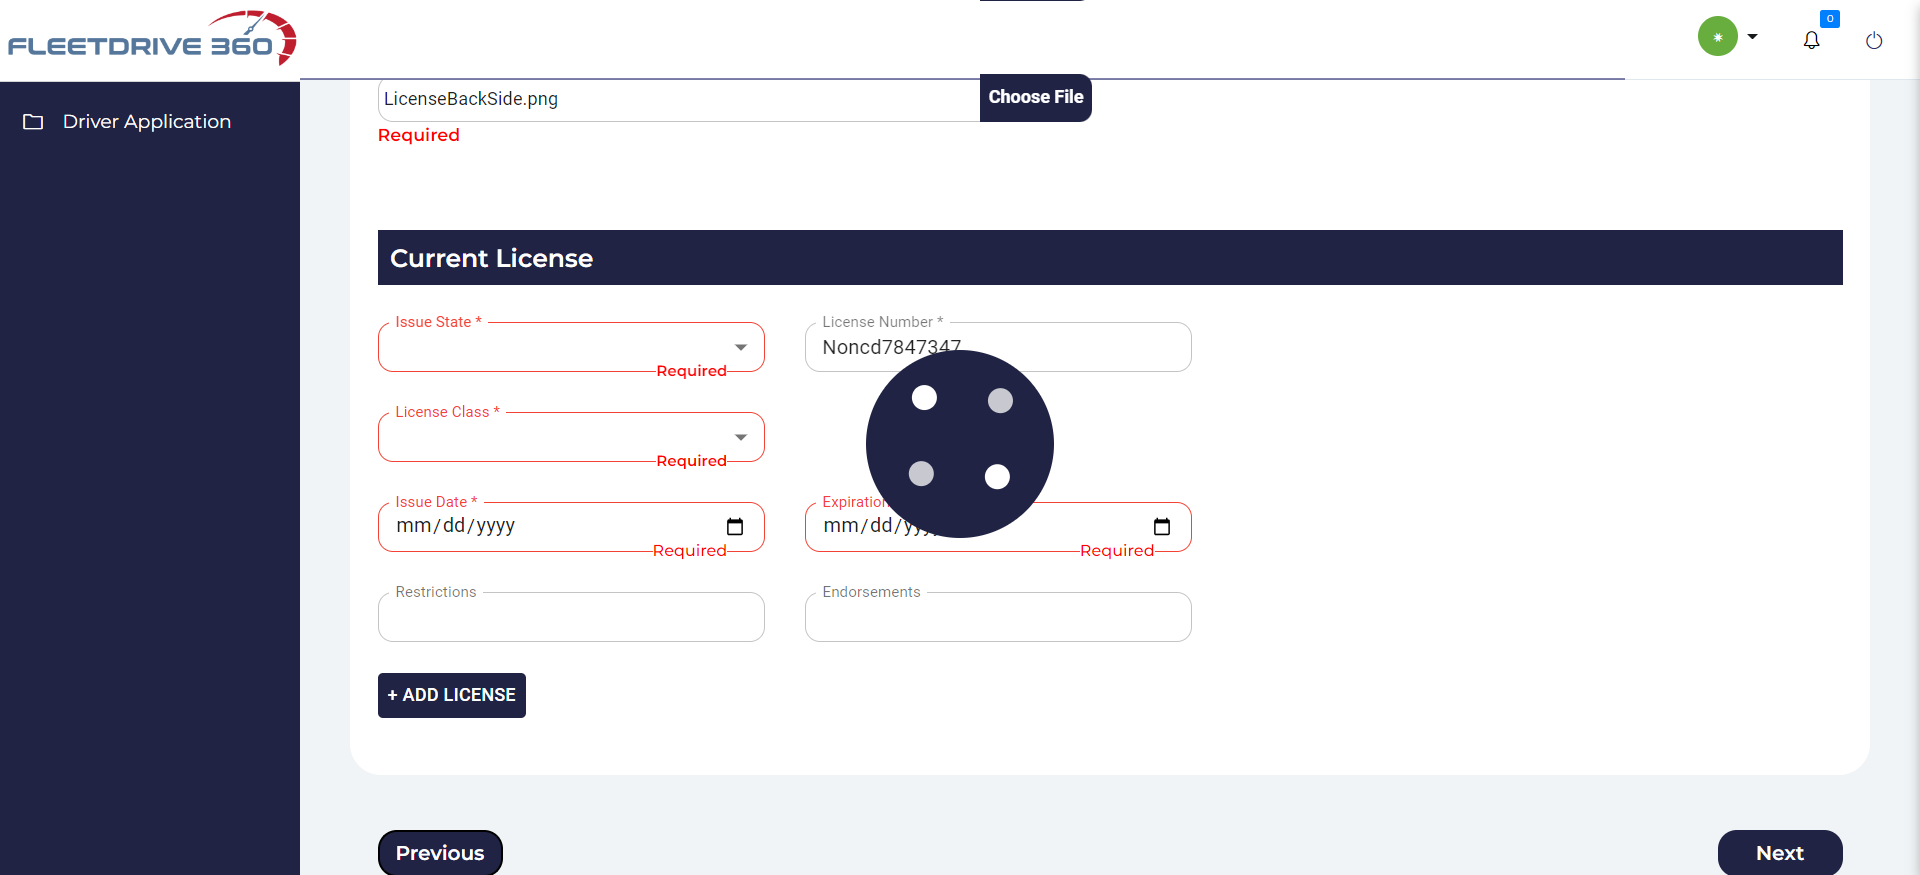 FLEETDRIVE 360
0
Driver Application
LicenseBackSide.png
Choose File
Required
Current License
Issue State *
Required
License Number *
Noncd7847347
License Class *
Required
Issue Date *
mm/dd/yyyy
Required
Expiration
mm/dd/yyyy
Required
Restrictions
Endorsements
+ ADD LICENSE
Previous
Next